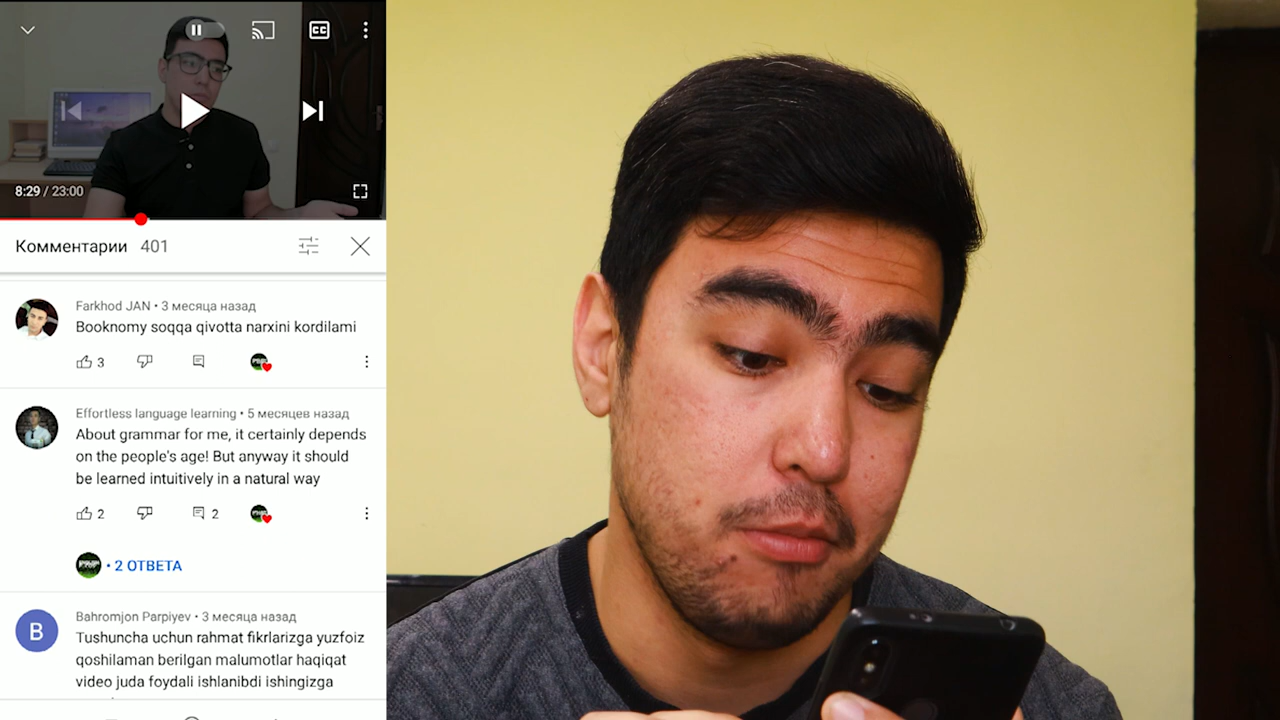 CC
8:29 / 23:00
Комментарии 401
Farkhod JAN • 3 месяца назад
Booknomy soqqa qivotta narxini kordilami
3
Effortless language learning • 5 месяцев назад
About grammar for me, it certainly depends
on the people's age! But anyway it should
be learned intuitively in a natural way
2 2
• 2 ОТВЕТА
B
Bahromjon Parpiyev • 3 месяца назад
Tushuncha uchun rahmat fikrlarizga yuzfoiz
qoshilaman berilgan malumotlar haqiqat
video juda foydali ishlanibdi ishingizga